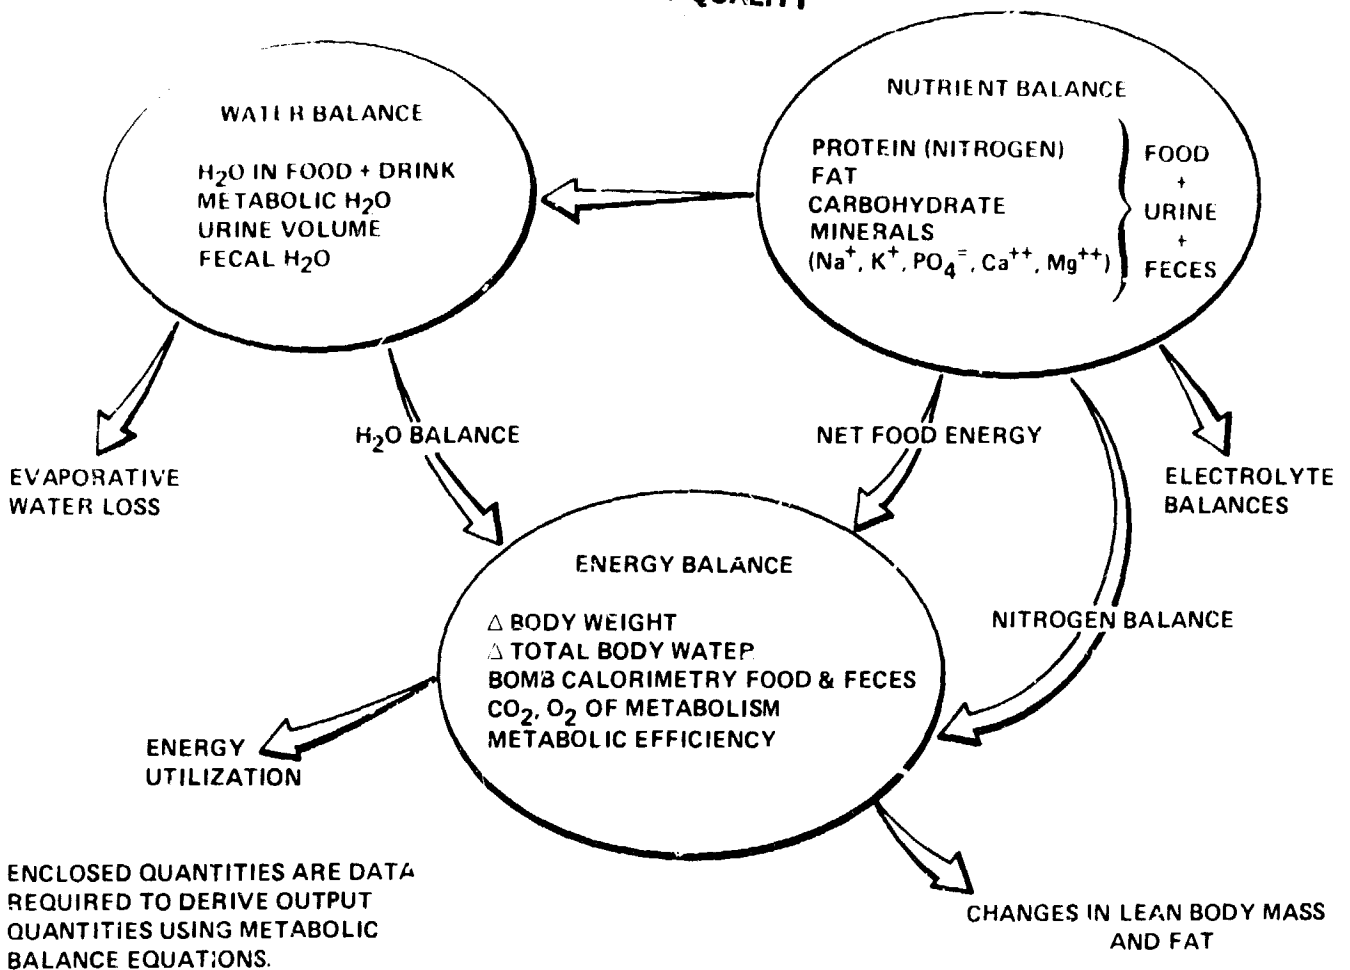 QUALITY
WATER BALANCE
H₂O IN FOOD + DRINK
METABOLIC H₂O
URINE VOLUME
FECAL H₂O
NUTRIENT BALANCE
PROTEIN (NITROGEN)
FAT
CARBOHYDRATE
MINERALS
(Na⁺, K⁺, PO₄⁼, Ca⁺⁺, Mg⁺⁺)
FOOD
+
URINE
+
FECES
EVAPORATIVE
WATER LOSS
H₂O BALANCE
NET FOOD ENERGY
ELECTROLYTE
BALANCES
ENERGY BALANCE
Δ BODY WEIGHT
Δ TOTAL BODY WATER
BOMB CALORIMETRY FOOD & FECES
CO₂, O₂ OF METABOLISM
METABOLIC EFFICIENCY
NITROGEN BALANCE
ENERGY
UTILIZATION
CHANGES IN LEAN BODY MASS
AND FAT
ENCLOSED QUANTITIES ARE DATA
REQUIRED TO DERIVE OUTPUT
QUANTITIES USING METABOLIC
BALANCE EQUATIONS.